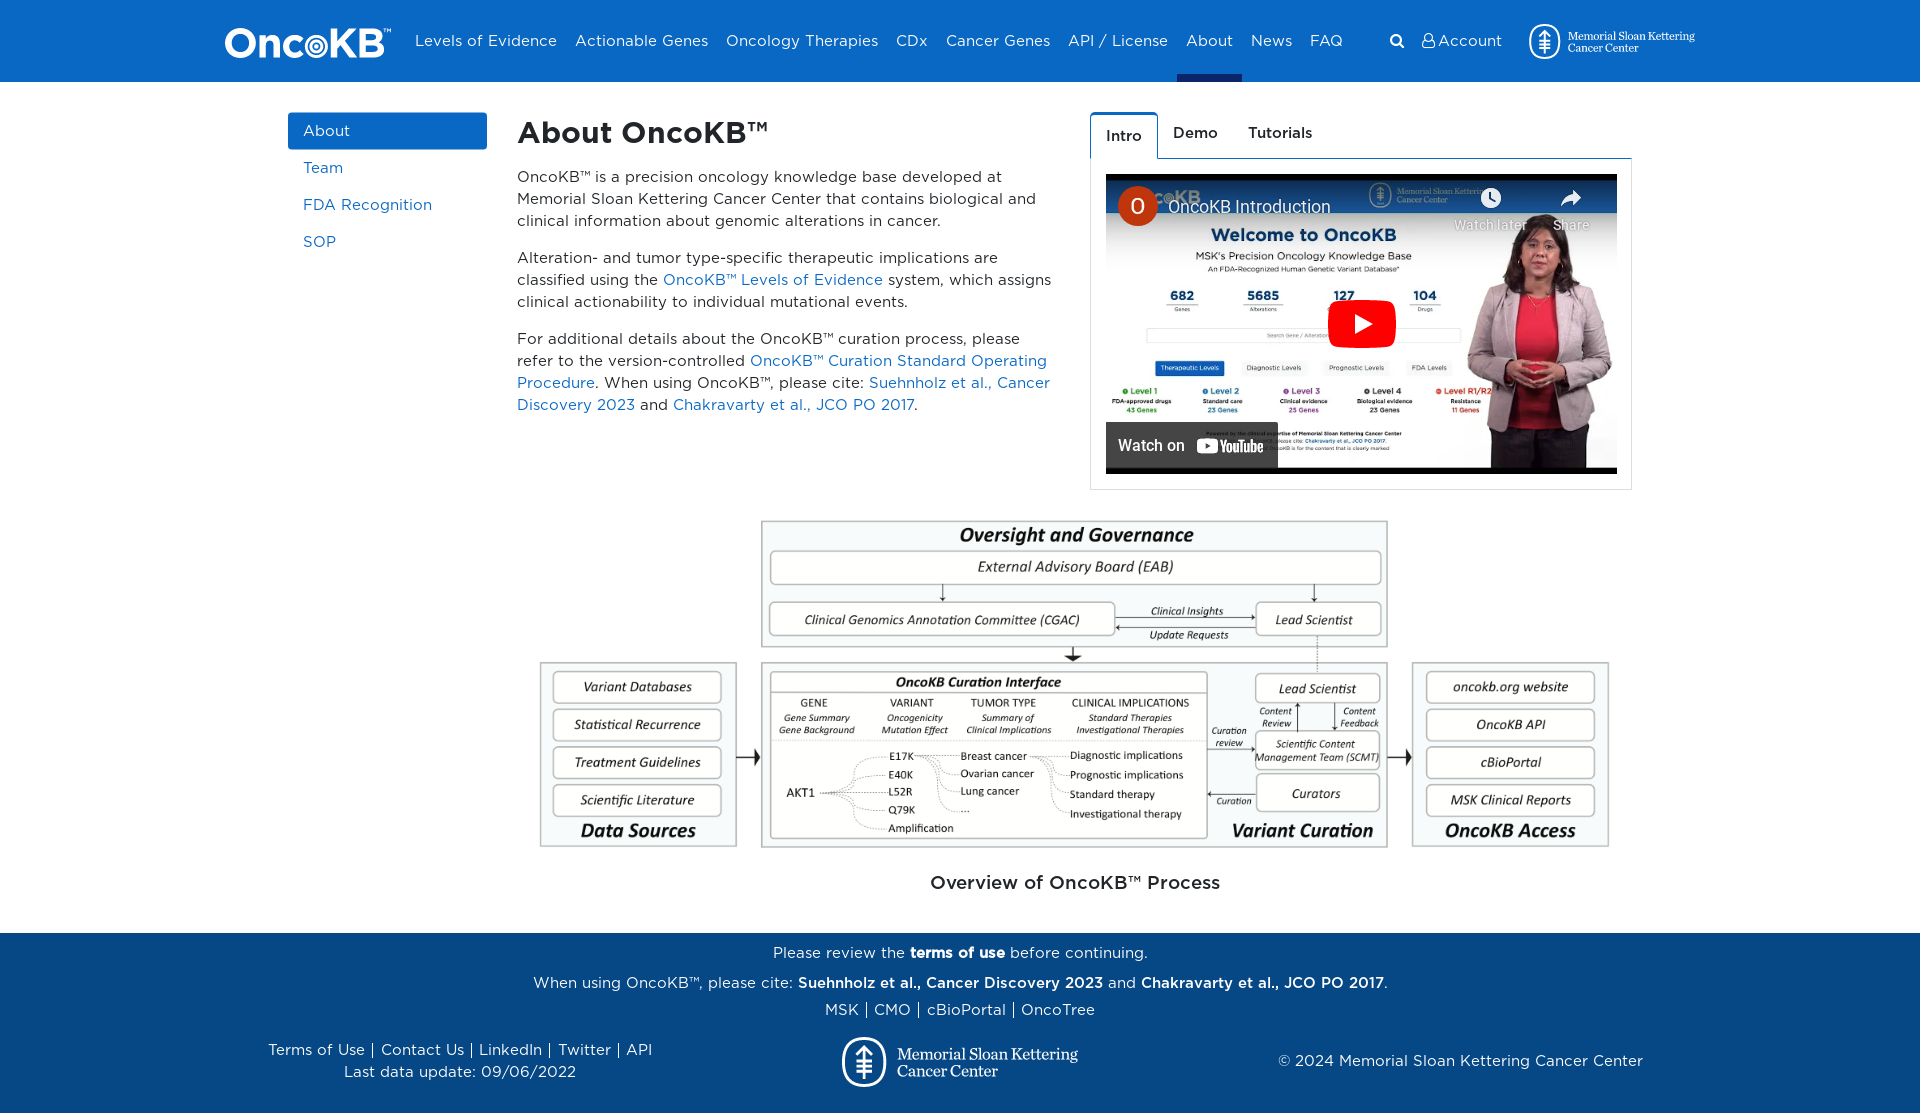 OncoKB™
Levels of Evidence
Actionable Genes
Oncology Therapies
CDx
Cancer Genes
API / License
About
News
FAQ
Account
Memorial Sloan Kettering
Cancer Center
About
Team
FDA Recognition
SOP
About OncoKB™
OncoKB™ is a precision oncology knowledge base developed at
Memorial Sloan Kettering Cancer Center that contains biological and
clinical information about genomic alterations in cancer.
Alteration- and tumor type-specific therapeutic implications are
classified using the OncoKB™ Levels of Evidence system, which assigns
clinical actionability to individual mutational events.
For additional details about the OncoKB™ curation process, please
refer to the version-controlled OncoKB™ Curation Standard Operating
Procedure. When using OncoKB™, please cite: Suehnholz et al., Cancer
Discovery 2023 and Chakravarty et al., JCO PO 2017.
Intro
Demo
Tutorials
O
OncoKB Introduction
Watch later
Share
Welcome to OncoKB
MSK's Precision Oncology Knowledge Base
An FDA-Recognized Human Genetic Variant Database*
682
5685
127
104
Genes
Alterations
Drugs
Search Gene / Alteration
Therapeutic Levels
Diagnostic Levels
Prognostic Levels
FDA Levels
Level 1
Level 2
Level 3
Level 4
Level R1/R2
FDA-approved drugs
Standard care
Clinical evidence
Biological evidence
Resistance
43 Genes
23 Genes
25 Genes
23 Genes
11 Genes
Watch on YouTube
Oversight and Governance
External Advisory Board (EAB)
Clinical Genomics Annotation Committee (CGAC)
Clinical Insights
Update Requests
Lead Scientist
Variant Databases
Statistical Recurrence
Treatment Guidelines
Scientific Literature
Data Sources
OncoKB Curation Interface
GENE
VARIANT
TUMOR TYPE
CLINICAL IMPLICATIONS
Gene Summary
Gene Background
Oncogenicity
Mutation Effect
Summary of
Clinical Implications
Standard Therapies
Investigational Therapies
AKT1
E17K
E40K
L52R
Q79K
Amplification
Breast cancer
Ovarian cancer
Lung cancer
...
Diagnostic implications
Prognostic implications
Standard therapy
Investigational therapy
Curation
review
Curation
Lead Scientist
Content
Review
Content
Feedback
Scientific Content
Management Team (SCMT)
Curators
Variant Curation
oncokb.org website
OncoKB API
cBioPortal
MSK Clinical Reports
OncoKB Access
Overview of OncoKB™ Process
Please review the terms of use before continuing.
When using OncoKB™, please cite: Suehnholz et al., Cancer Discovery 2023 and Chakravarty et al., JCO PO 2017.
MSK | CMO | cBioPortal | OncoTree
Terms of Use | Contact Us | LinkedIn | Twitter | API
Last data update: 09/06/2022
Memorial Sloan Kettering
Cancer Center
© 2024 Memorial Sloan Kettering Cancer Center